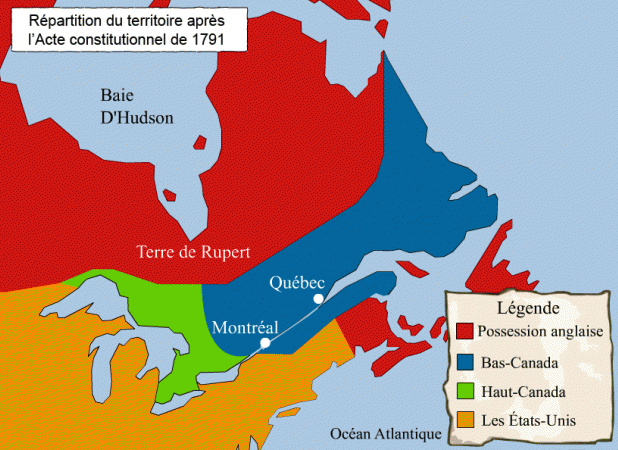 Répartition du territoire après
l'Acte constitutionnel de 1791
Baie
D'Hudson
Terre de Rupert
Québec
Montréal
Légende
Possession anglaise
Bas-Canada
Haut-Canada
Les États-Unis
Océan Atlantique